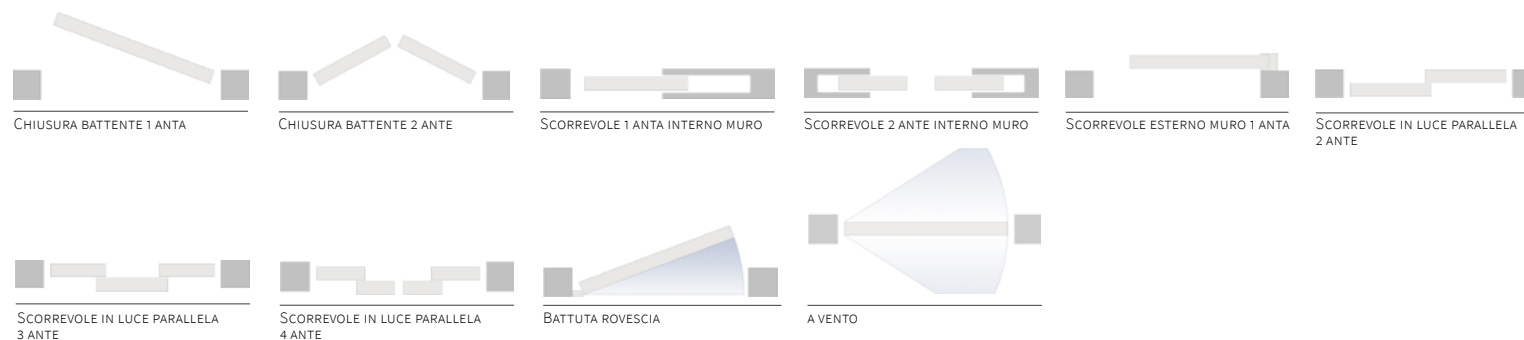 Chiusura battente 1 anta
Chiusura battente 2 ante
Scorrevole 1 anta interno muro
Scorrevole 2 ante interno muro
Scorrevole esterno muro 1 anta
Scorrevole in luce parallela
2 ante
Scorrevole in luce parallela
3 ante
Scorrevole in luce parallela
4 ante
Battuta rovescia
a vento